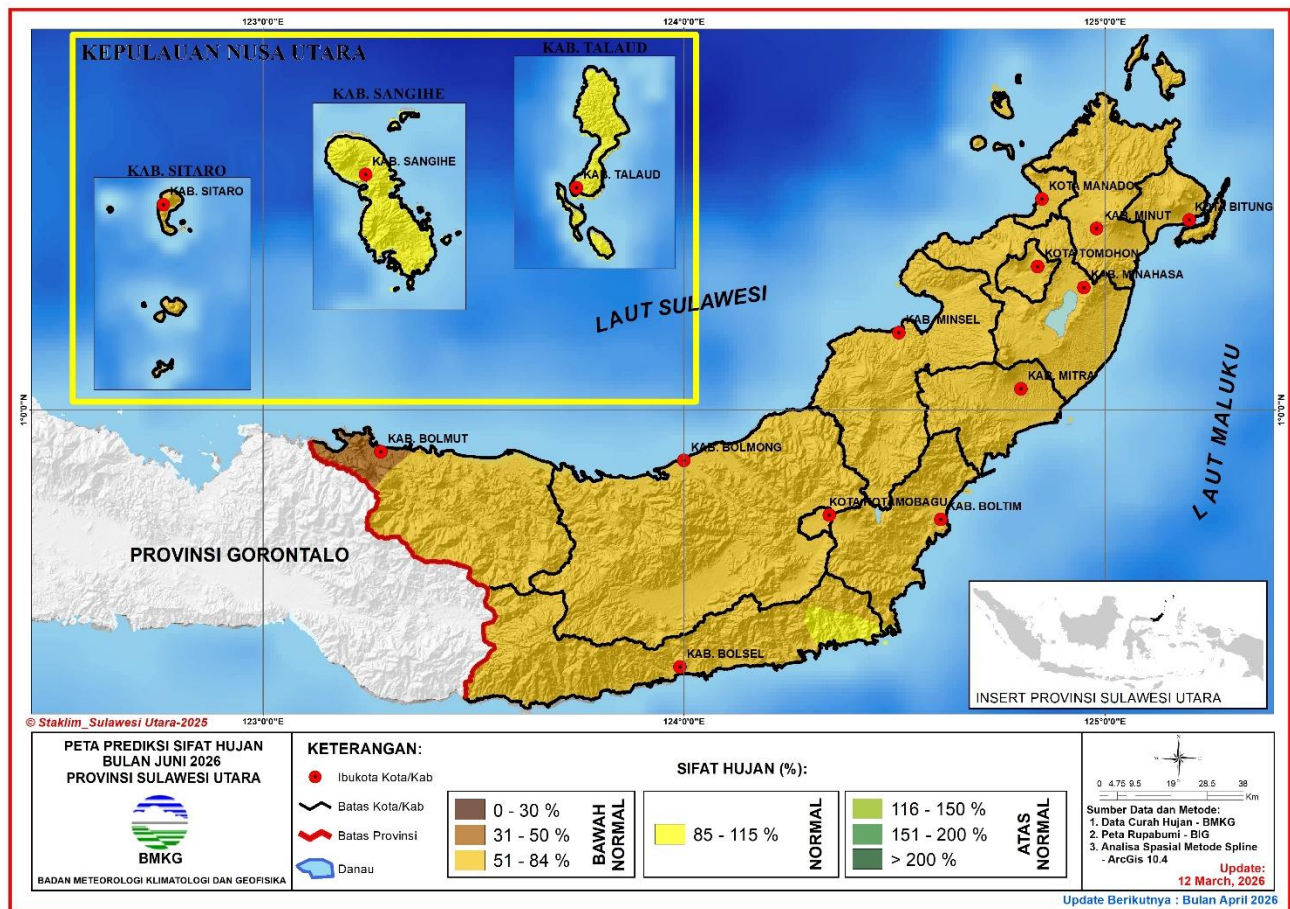 123°0'0"E
124°0'0"E
125°0'0"E
KEPULAUAN NUSA UTARA
KAB. TALAUD
KAB. SANGIHE
KAB. SITARO
KAB. SITARO
KAB. SANGIHE
KAB. TALAUD
KOTA MANADO
KOTA BITUNG
KAB. MINUT
KOTA TOMOHON
KAB. MINAHASA
LAUT SULAWESI
KAB. MINSEL
LAUT MALUKU
KAB. MITRA
1°0'0"N
1°0'0"N
KAB. BOLMUT
KAB. BOLMONG
KOTA KOTAMOBAGU
KAB. BOLTIM
PROVINSI GORONTALO
KAB. BOLSEL
INSERT PROVINSI SULAWESI UTARA
© Staklim_Sulawesi Utara-2025
123°0'0"E
124°0'0"E
125°0'0"E
PETA PREDIKSI SIFAT HUJAN
BULAN JUNI 2026
PROVINSI SULAWESI UTARA
BMKG
BADAN METEOROLOGI KLIMATOLOGI DAN GEOFISIKA
KETERANGAN:
Ibukota Kota/Kab
Batas Kota/Kab
Batas Provinsi
Danau
SIFAT HUJAN (%):
0 - 30 %
31 - 50 %
51 - 84 %
BAWAH
NORMAL
85 - 115 %
NORMAL
116 - 150 %
151 - 200 %
> 200 %
ATAS
NORMAL
N
W
E
S
0 4.75 9.5 19 28.5 38
Km
Sumber Data dan Metode:
1. Data Curah Hujan - BMKG
2. Peta Rupabumi - BIG
3. Analisa Spasial Metode Spline
- ArcGis 10.4
Update:
12 March, 2026
Update Berikutnya : Bulan April 2026